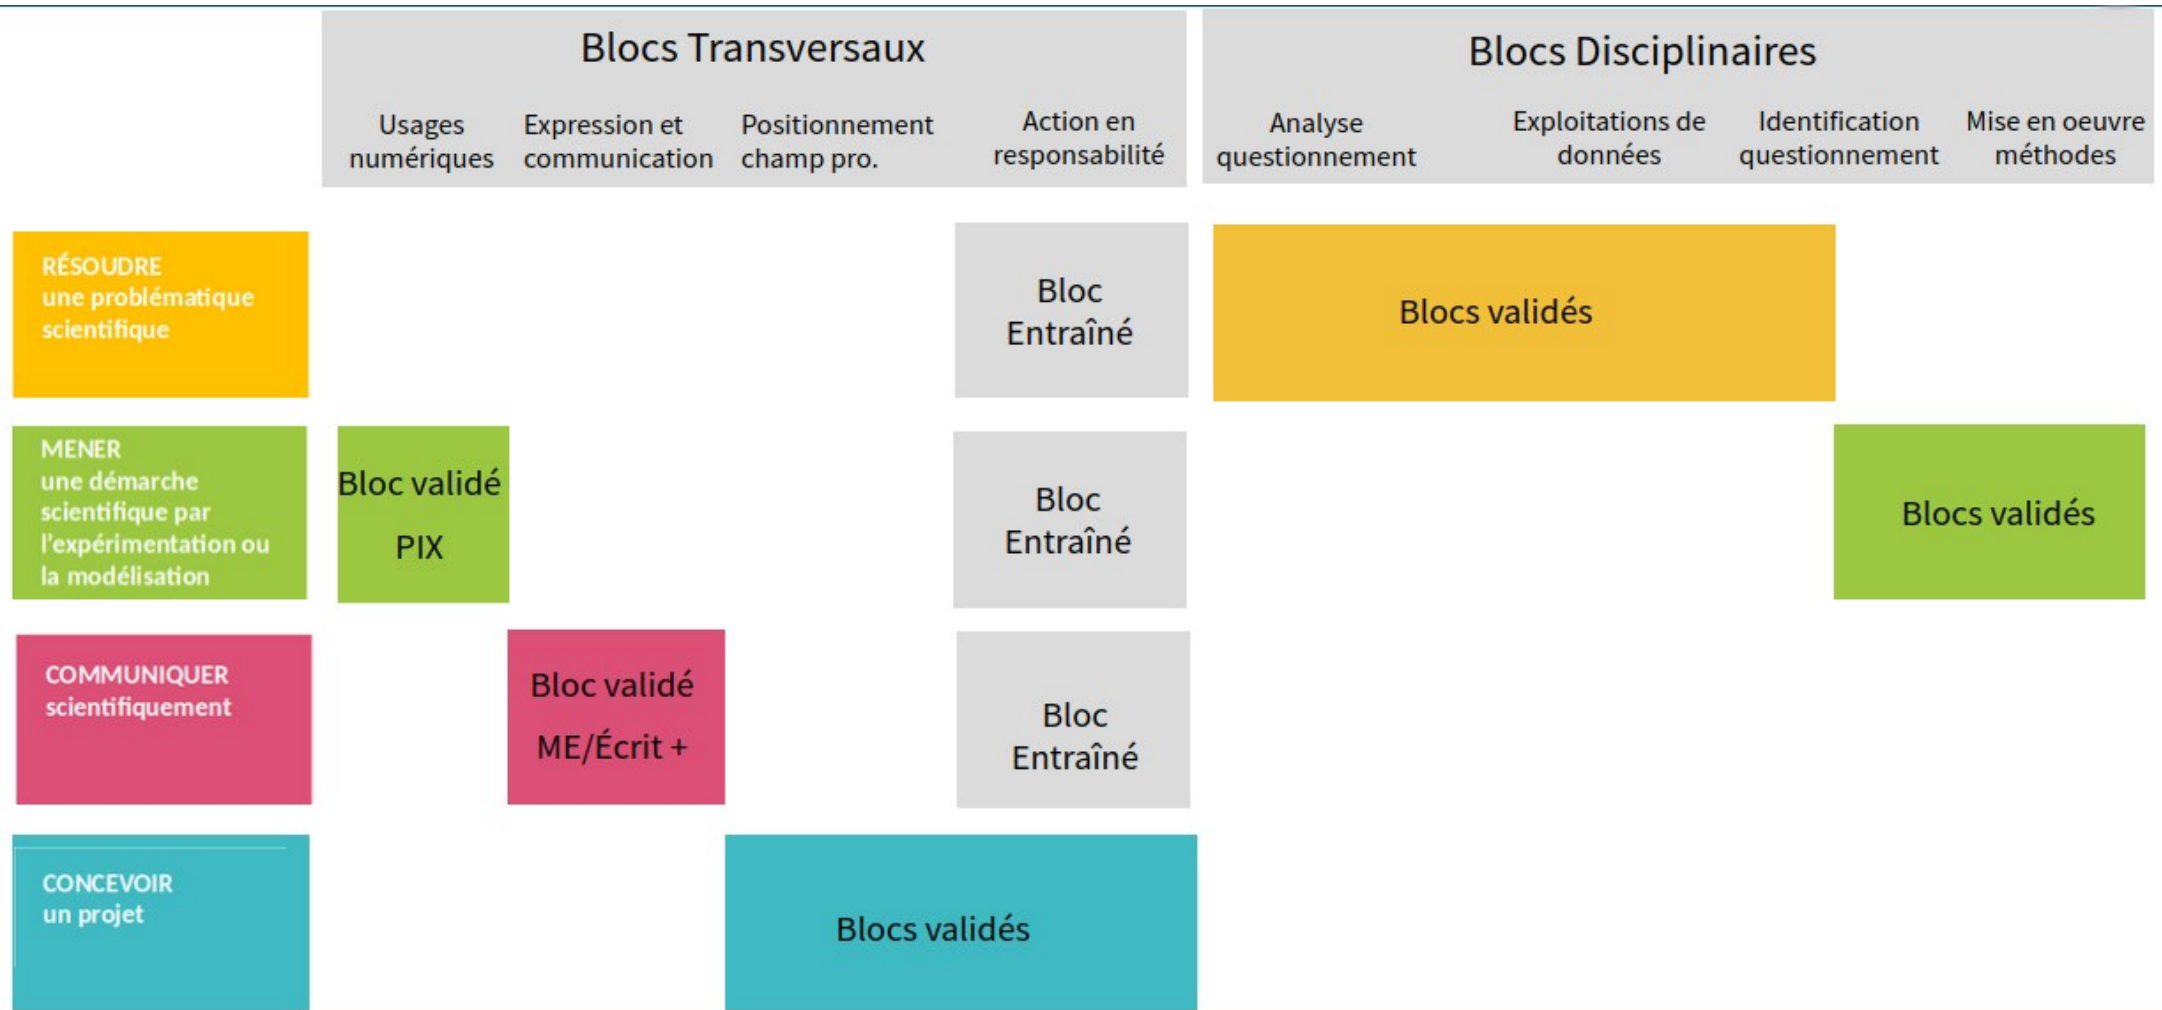 Blocs Transversaux
Blocs Disciplinaires
Usages
numériques
Expression et
communication
Positionnement
champ pro.
Action en
responsabilité
Analyse
questionnement
Exploitations de
données
Identification
questionnement
Mise en oeuvre
méthodes
RÉSOUDRE
une problématique
scientifique
Bloc
Entraîné
Blocs validés
MENER
une démarche
scientifique par
l'expérimentation ou
la modélisation
Bloc validé
PIX
Bloc
Entraîné
Blocs validés
COMMUNIQUER
scientifiquement
Bloc validé
ME/Écrit +
Bloc
Entraîné
CONCEVOIR
un projet
Blocs validés